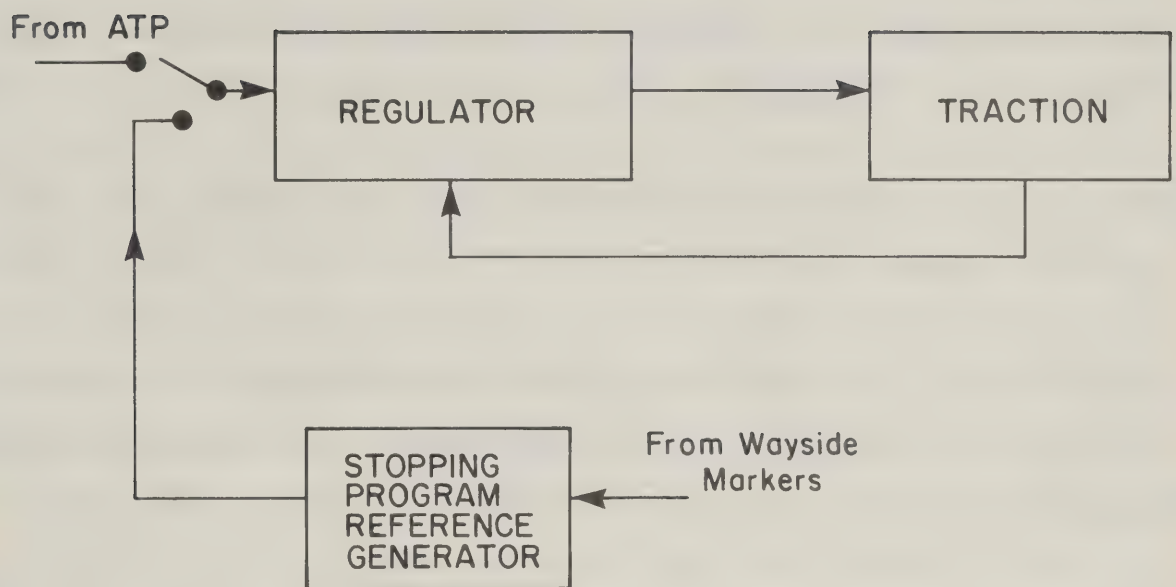 From ATP
REGULATOR
TRACTION
From Wayside
Markers
STOPPING
PROGRAM
REFERENCE
GENERATOR